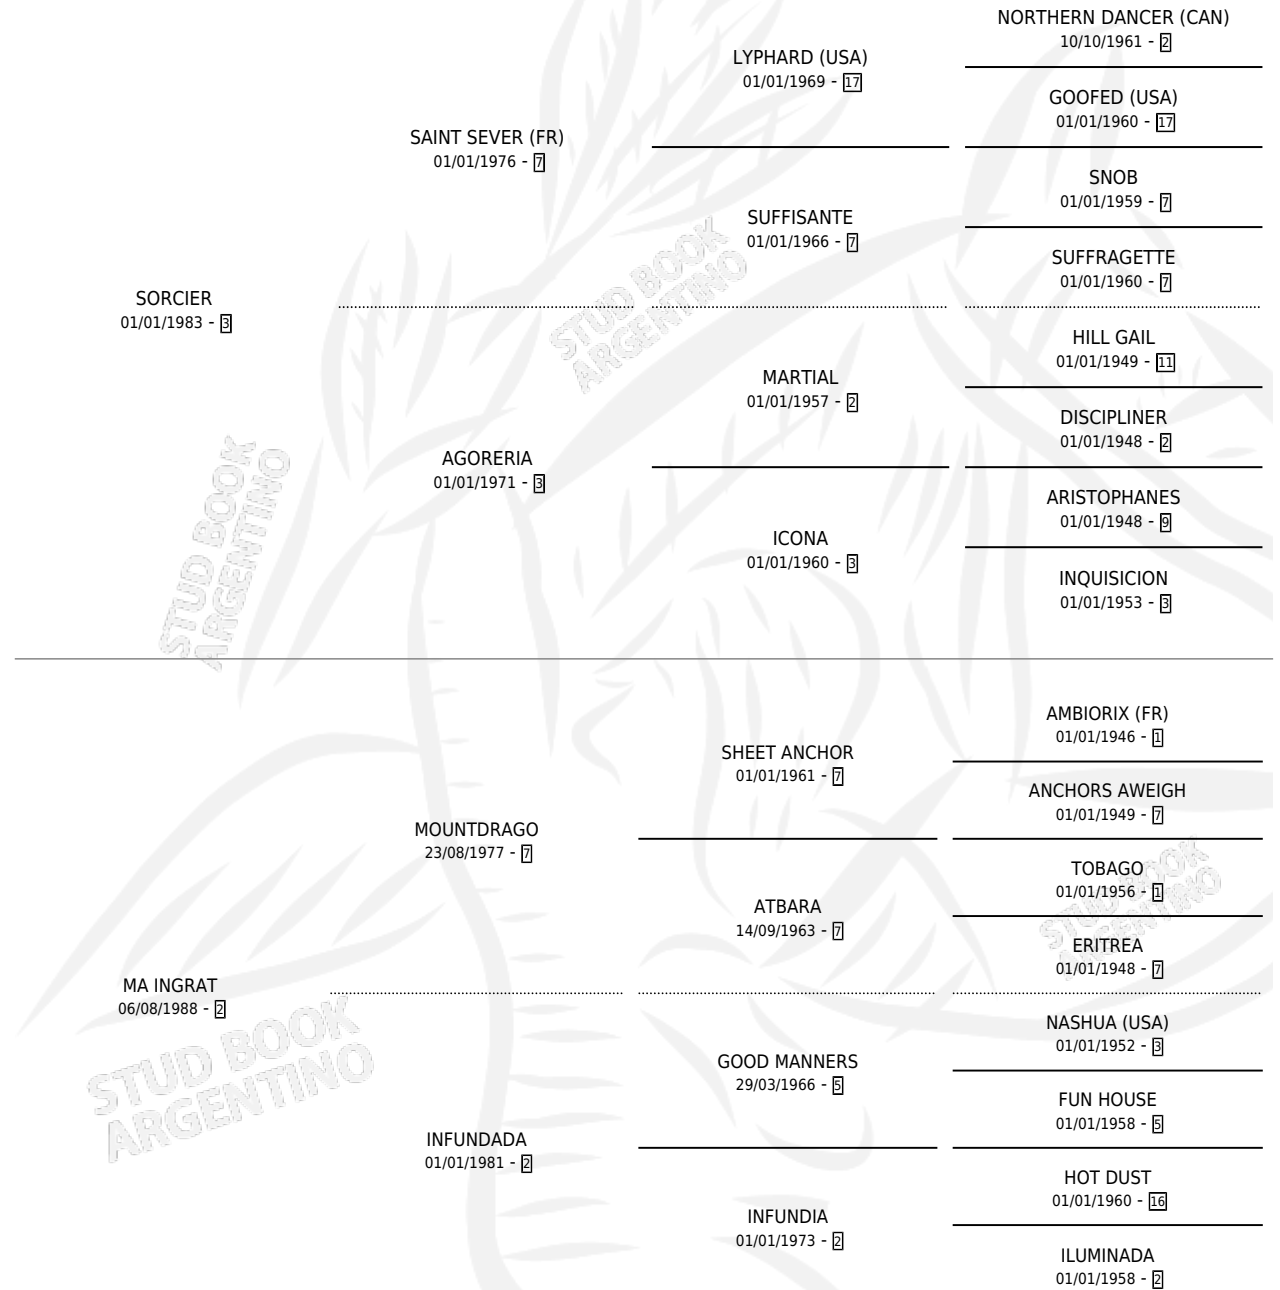 NORTHERN DANCER (CAN)
10/10/1961 - 2
LYPHARD (USA)
01/01/1969 - 17
GOOFED (USA)
01/01/1960 - 17
SAINT SEVER (FR)
01/01/1976 - 7
SNOB
01/01/1959 - 7
SUFFISANTE
01/01/1966 - 7
SUFFRAGETTE
01/01/1960 - 7
SORCIER
01/01/1983 - 3
STUD BOOK
ARGENTINO
HILL GAIL
01/01/1949 - 11
MARTIAL
01/01/1957 - 2
DISCIPLINER
01/01/1948 - 2
AGORERIA
01/01/1971 - 3
ARISTOPHANES
01/01/1948 - 9
ICONA
01/01/1960 - 3
INQUISICION
01/01/1953 - 3
STUD BOOK
ARGENTINO
AMBIORIX (FR)
01/01/1946 - 1
SHEET ANCHOR
01/01/1961 - 7
ANCHORS AWEIGH
01/01/1949 - 7
MOUNTDRAGO
23/08/1977 - 7
TOBAGO
01/01/1956 - 1
ATBARA
14/09/1963 - 7
STUD BOOK
ARGENTINO
ERITREA
01/01/1948 - 7
MA INGRAT
06/08/1988 - 2
STUD BOOK
ARGENTINO
NASHUA (USA)
01/01/1952 - 3
GOOD MANNERS
29/03/1966 - 5
FUN HOUSE
01/01/1958 - 5
INFUNDADA
01/01/1981 - 2
HOT DUST
01/01/1960 - 16
INFUNDIA
01/01/1973 - 2
ILUMINADA
01/01/1958 - 2